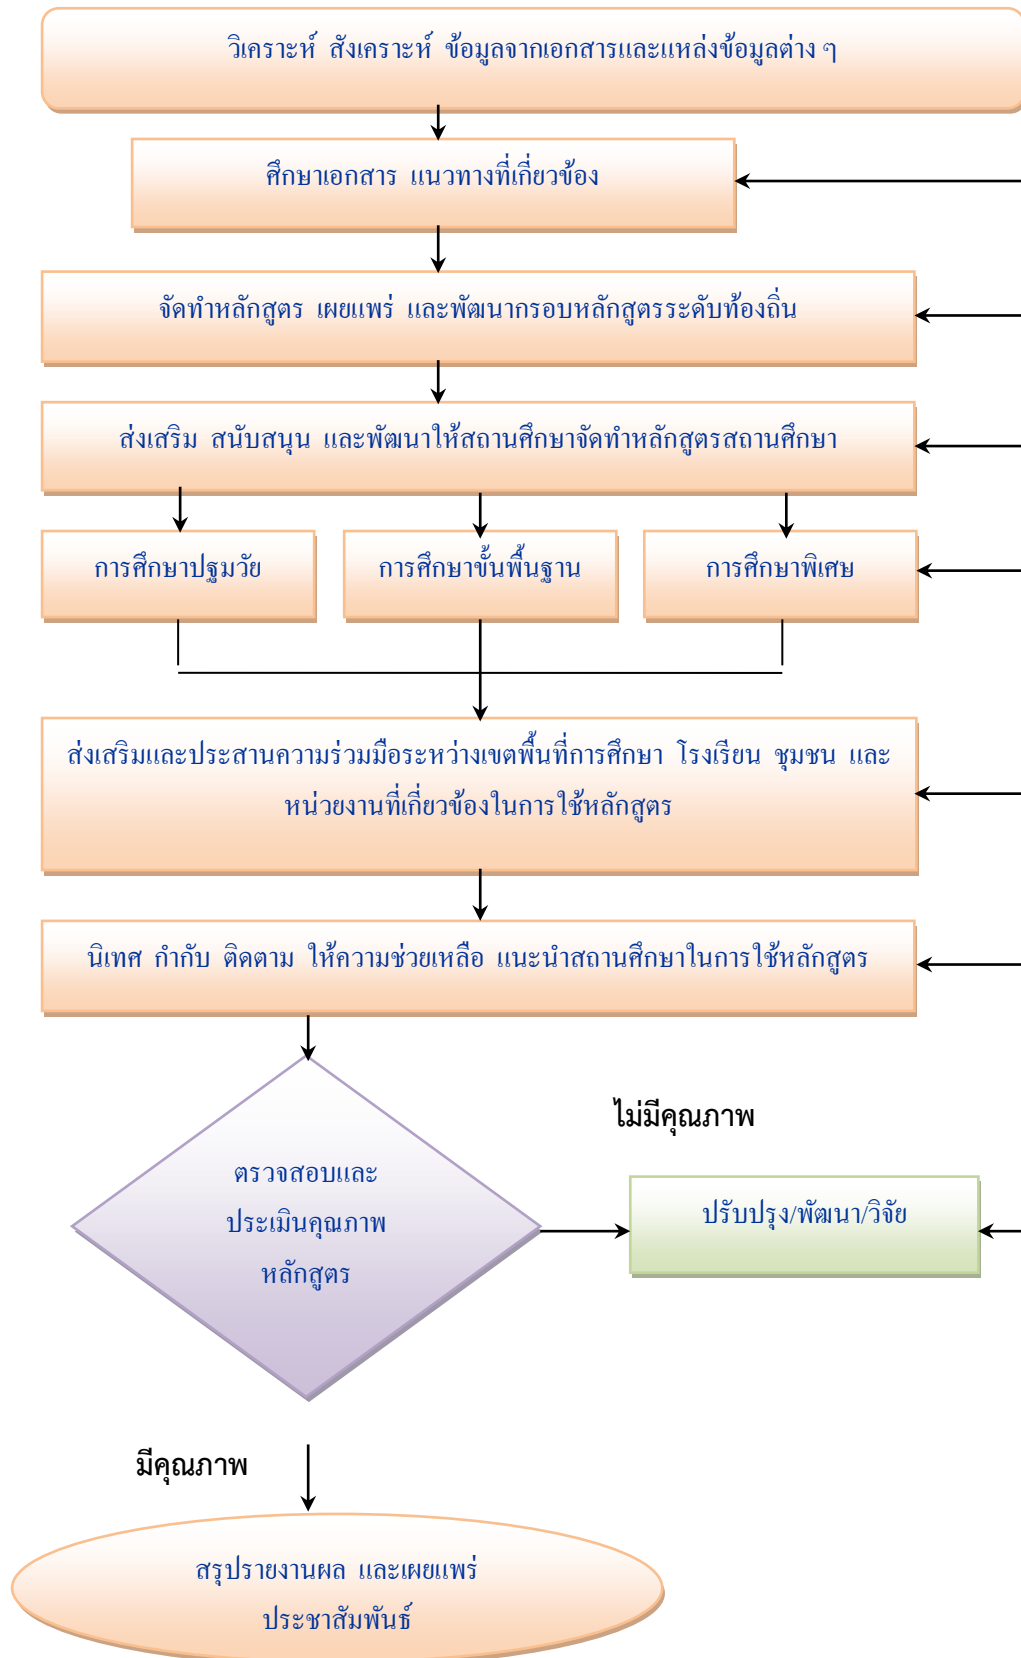 วิเคราะห์ สังเคราะห์ ข้อมูลจากเอกสารและแหล่งข้อมูลต่าง ๆ
ศึกษาเอกสาร แนวทางที่เกี่ยวข้อง
จัดทำหลักสูตร เผยแพร่ และพัฒนากรอบหลักสูตรระดับท้องถิ่น
ส่งเสริม สนับสนุน และพัฒนาให้สถานศึกษาจัดทำหลักสูตรสถานศึกษา
การศึกษาปฐมวัย
การศึกษาขั้นพื้นฐาน
การศึกษาพิเศษ
ส่งเสริมและประสานความร่วมมือระหว่างเขตพื้นที่การศึกษา โรงเรียน ชุมชน และ
หน่วยงานที่เกี่ยวข้องในการใช้หลักสูตร
นิเทศ กำกับ ติดตาม ให้ความช่วยเหลือ แนะนำสถานศึกษาในการใช้หลักสูตร
ไม่มีคุณภาพ
ตรวจสอบและ
ประเมินคุณภาพ
หลักสูตร
ปรับปรุง/พัฒนา/วิจัย
มีคุณภาพ
สรุปรายงานผล และเผยแพร่
ประชาสัมพันธ์